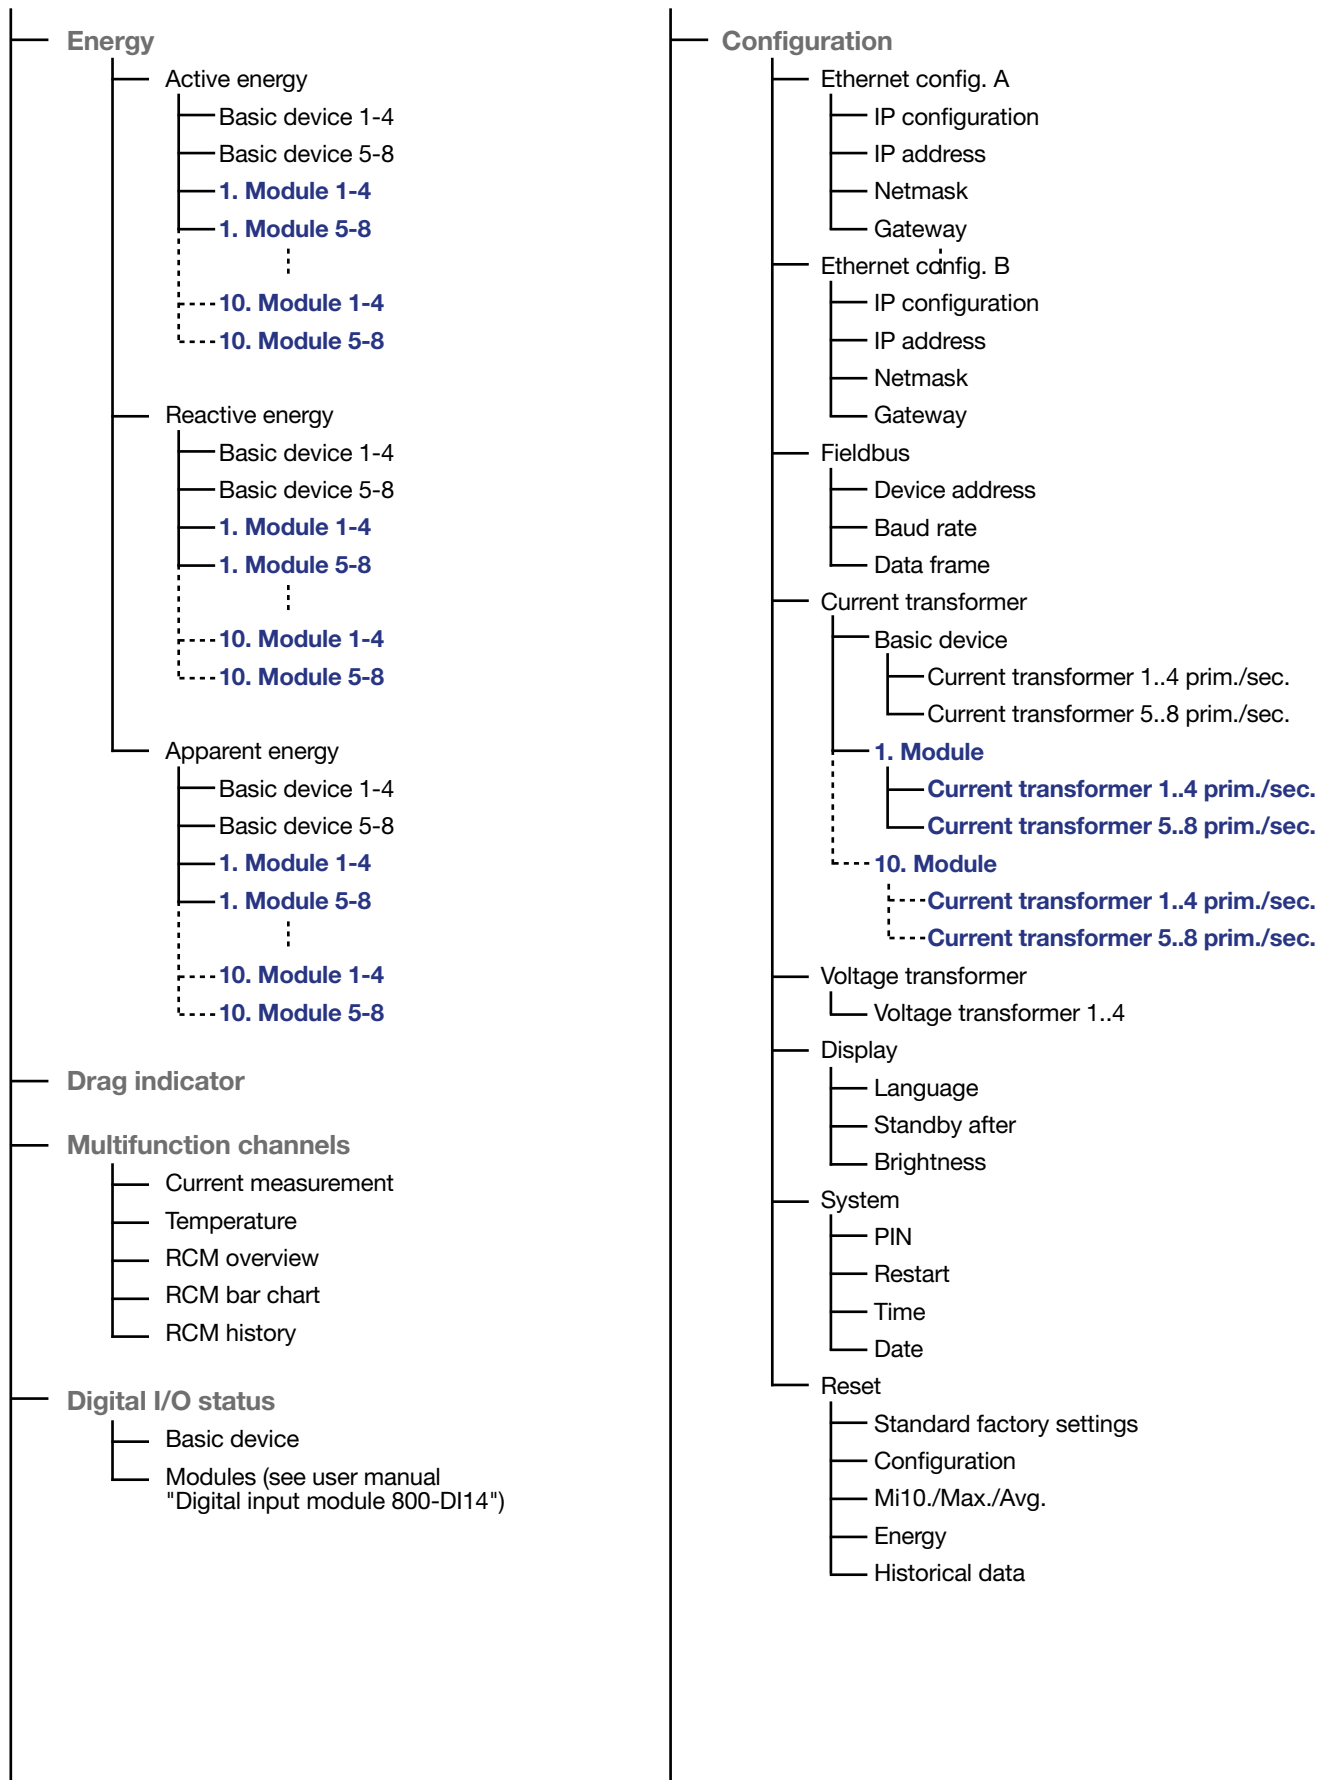 Energy
Active energy
Basic device 1-4
Basic device 5-8
1. Module 1-4
1. Module 5-8
10. Module 1-4
10. Module 5-8
Reactive energy
Basic device 1-4
Basic device 5-8
1. Module 1-4
1. Module 5-8
10. Module 1-4
10. Module 5-8
Apparent energy
Basic device 1-4
Basic device 5-8
1. Module 1-4
1. Module 5-8
10. Module 1-4
10. Module 5-8
Drag indicator
Multifunction channels
Current measurement
Temperature
RCM overview
RCM bar chart
RCM history
Digital I/O status
Basic device
Modules (see user manual
"Digital input module 800-DI14")
Configuration
Ethernet config. A
IP configuration
IP address
Netmask
Gateway
Ethernet config. B
IP configuration
IP address
Netmask
Gateway
Fieldbus
Device address
Baud rate
Data frame
Current transformer
Basic device
Current transformer 1..4 prim./sec.
Current transformer 5..8 prim./sec.
1. Module
Current transformer 1..4 prim./sec.
Current transformer 5..8 prim./sec.
10. Module
Current transformer 1..4 prim./sec.
Current transformer 5..8 prim./sec.
Voltage transformer
Voltage transformer 1..4
Display
Language
Standby after
Brightness
System
PIN
Restart
Time
Date
Reset
Standard factory settings
Configuration
Mi10./Max./Avg.
Energy
Historical data